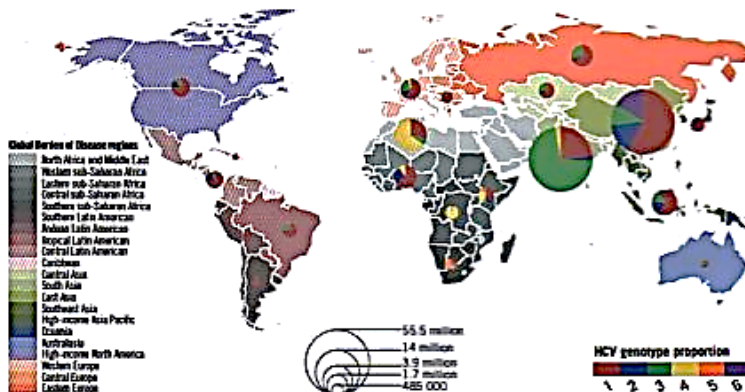 Global Burden of Disease regions
North Africa and Middle East
Western sub-Saharan Africa
Eastern sub-Saharan Africa
Central sub-Saharan Africa
Southern sub-Saharan Africa
Southern Latin American
Andean Latin American
Tropical Latin American
Central Latin American
Caribbean
Central Asia
South Asia
East Asia
Southeast Asia
High-income Asia Pacific
Oceania
Australasia
High-income North America
Western Europe
Central Europe
Eastern Europe
55.5 million
14 million
3.9 million
1.7 million
485 000
HCV genotype proportion
1 2 3 4 5 6